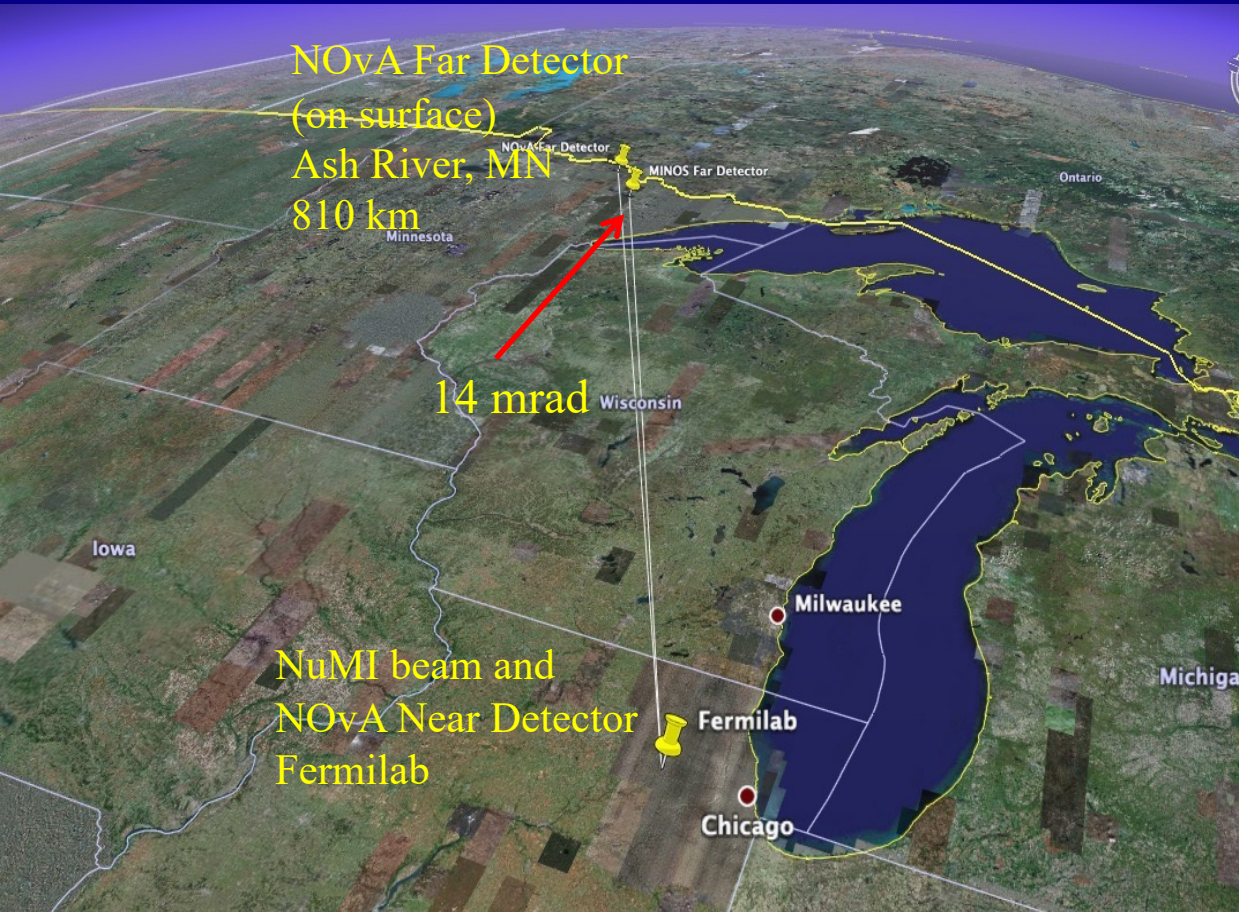 NOvA Far Detector
(on surface)
Ash River, MN
810 km
NOvA Far Detector
MINOS Far Detector
Ontario
Minnesota
14 mrad
Wisconsin
Iowa
Milwaukee
NuMI beam and
NOvA Near Detector
Fermilab
Michiga
Fermilab
Chicago